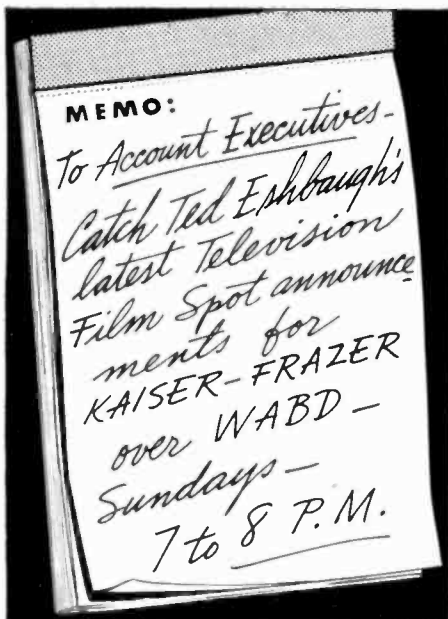 MEMO:
To Account Executives-
Catch Ted Eshbaugh's
latest Television
Film Spot announce
ments for
KAISER-FRAZER
over WABD-
Sundays-
7 to 8 P.M.